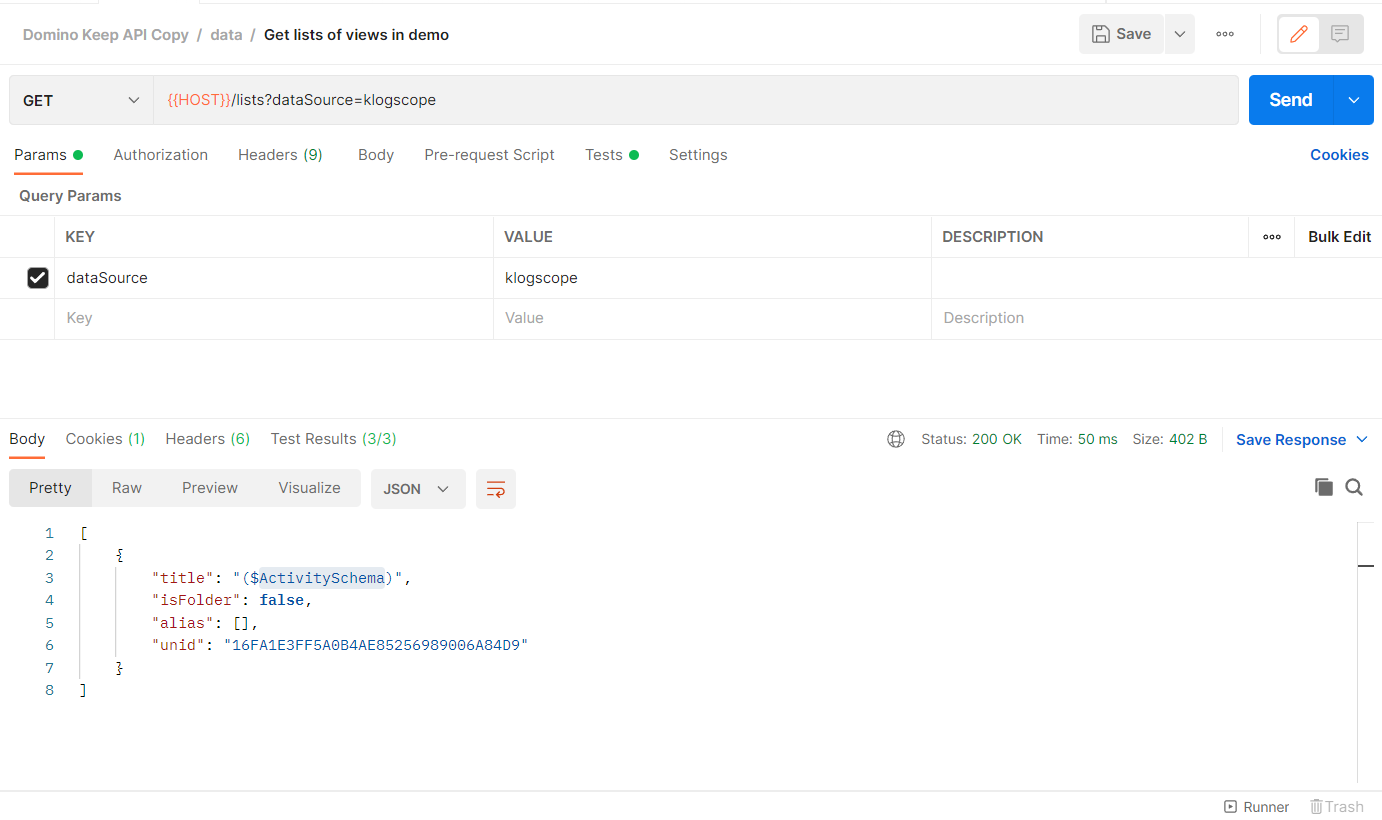 Domino Keep API Copy / data / Get lists of views in demo Save
GET {{HOST}}/lists?dataSource=klogscope Send
Params Authorization Headers (9) Body Pre-request Script Tests Settings Cookies
Query Params
KEY VALUE DESCRIPTION Bulk Edit
dataSource klogscope
Key Value Description
Body Cookies (1) Headers (6) Test Results (3/3) Status: 200 OK Time: 50 ms Size: 402 B Save Response
Pretty Raw Preview Visualize JSON
1 [
2 {
3 "title": "($ActivitySchema)",
4 "isFolder": false,
5 "alias": [],
6 "unid": "16FA1E3FF5A0B4AE85256989006A84D9"
7 }
8 ]
Runner Trash